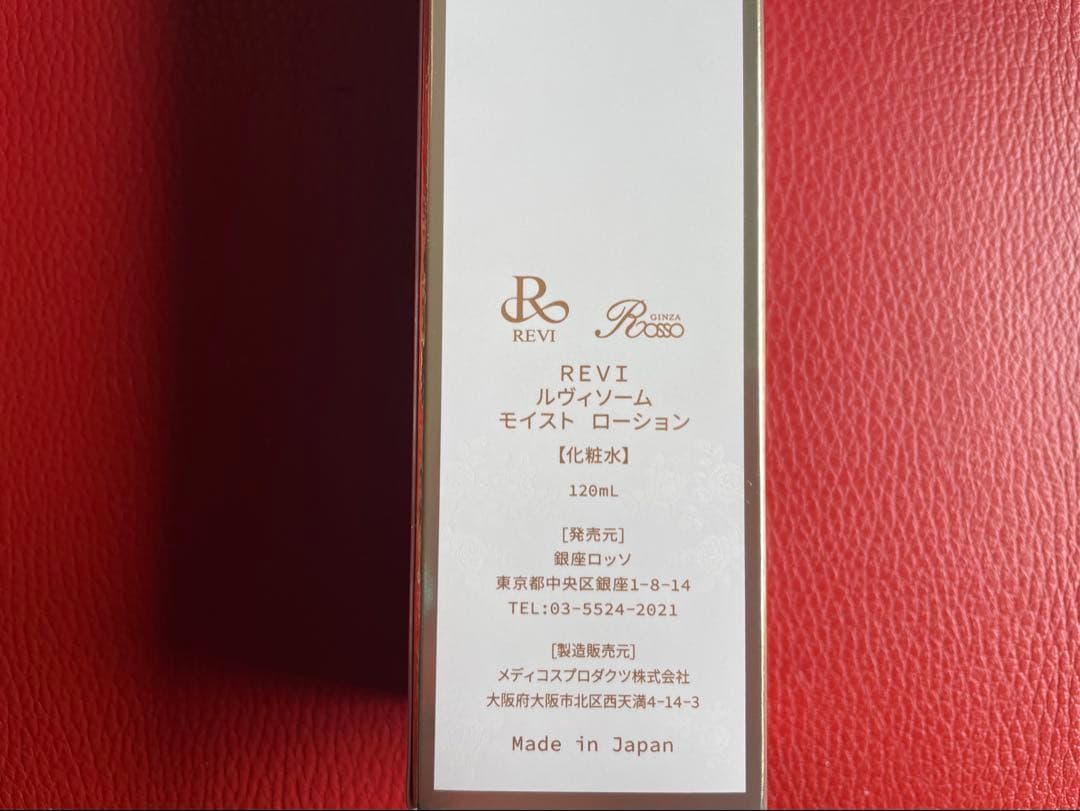 R
REVI
Rosso GINZA
REVI
ルヴィソーム
モイスト ローション
【化粧水】
120mL
[発売元]
銀座ロッソ
東京都中央区銀座1-8-14
TEL:03-5524-2021
[製造販売元]
メディコスプロダクツ株式会社
大阪府大阪市北区西天満4-14-3
Made in Japan